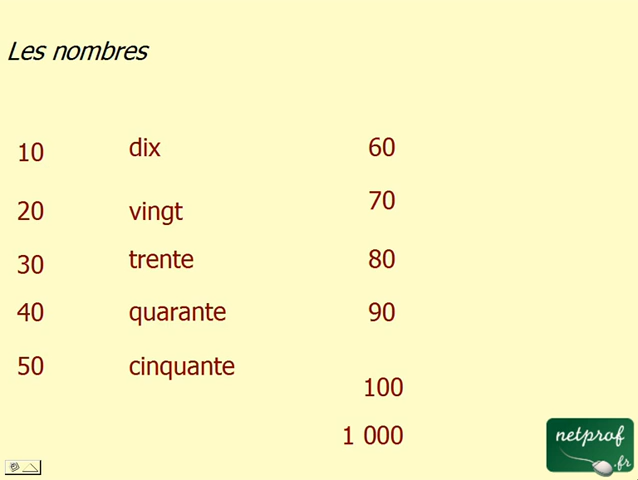 Les nombres
10 dix 60
20 vingt 70
30 trente 80
40 quarante 90
50 cinquante
100
1 000
netprof
.fr